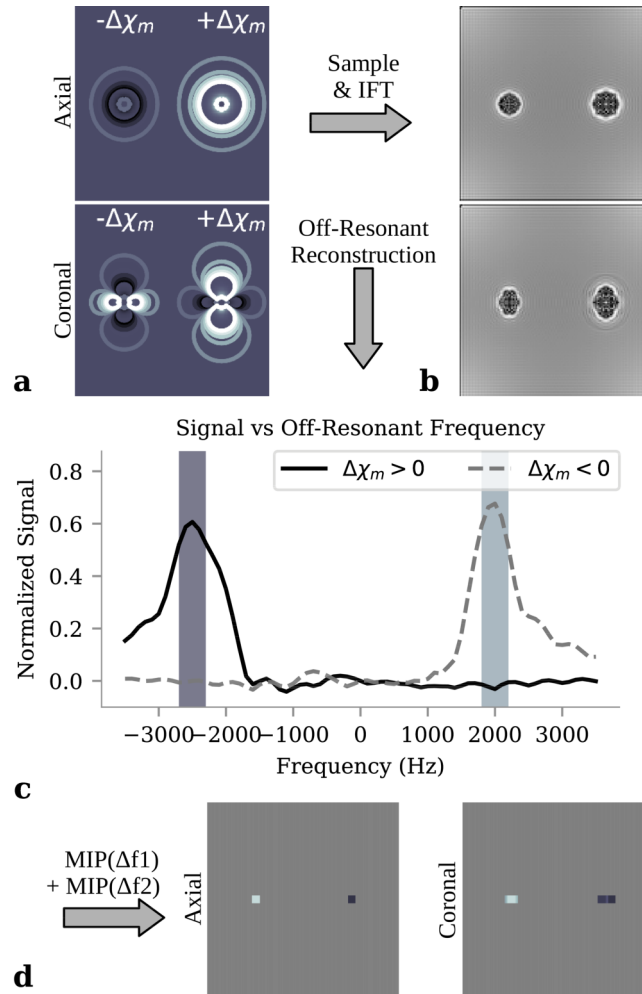 -Δχm +Δχm
Axial
Sample
& IFT
-Δχm +Δχm
Coronal
Off-Resonant
Reconstruction
a
b
Signal vs Off-Resonant Frequency
Δχm > 0 Δχm < 0
Normalized Signal
0.8
0.6
0.4
0.2
0.0
−3000 −2000 −1000 0 1000 2000 3000
Frequency (Hz)
c
MIP(Δf1)
+ MIP(Δf2)
Axial
Coronal
d